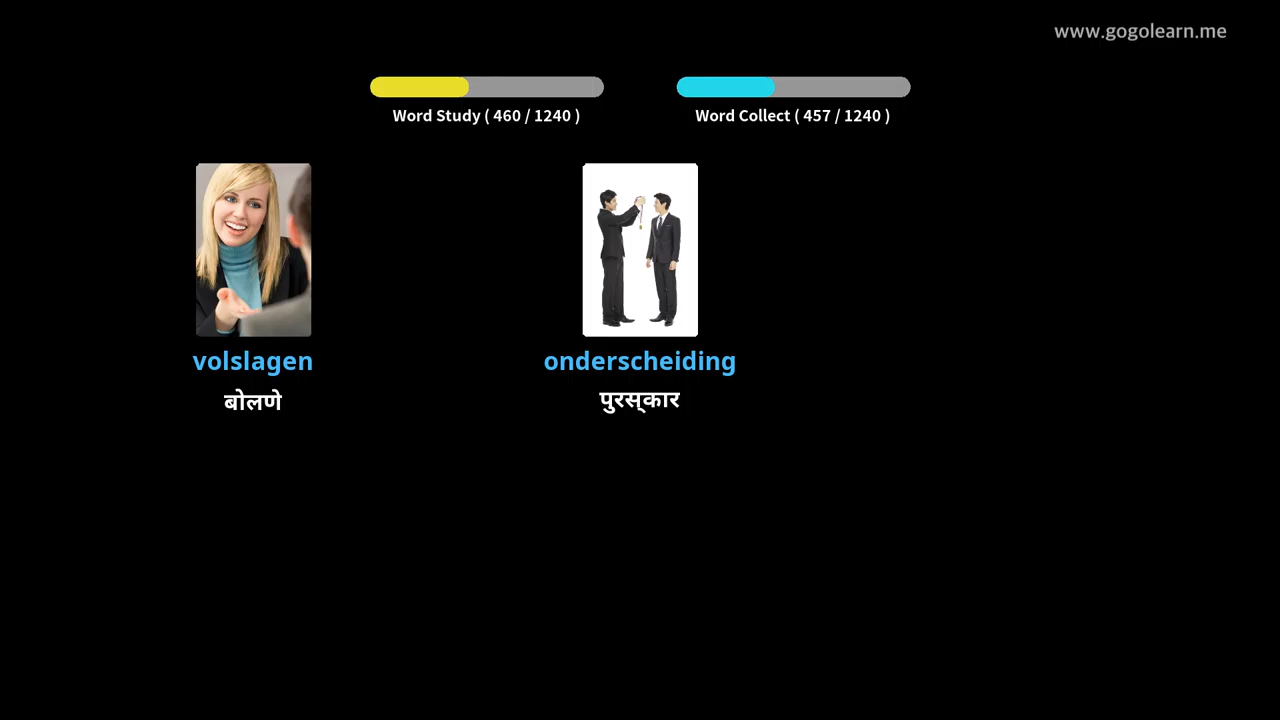 www.gogolearn.me
Word Study ( 460 / 1240 )
Word Collect ( 457 / 1240 )
volslagen
onderscheiding
बोलणे
पुरस्कार